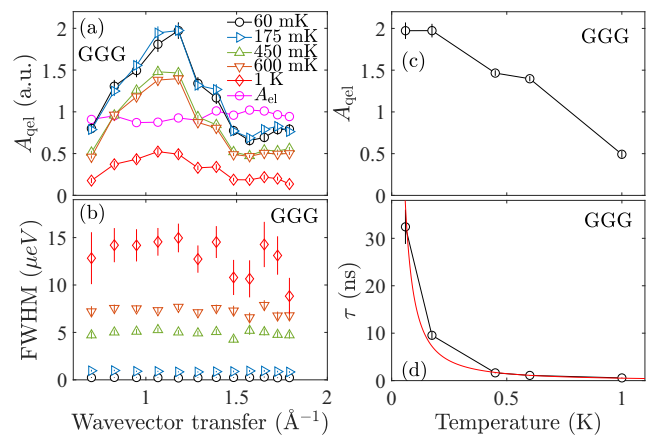 (a)
GGG
60 mK
175 mK
450 mK
600 mK
1 K
A_el
A_qel (a.u.)
2
1.5
1
0.5
0
(c)
GGG
A_qel
2
1.5
1
0.5
0
(b)
GGG
FWHM (μeV)
15
10
5
0
0.5
1
1.5
2
Wavevector transfer (Å⁻¹)
(d)
GGG
τ (ns)
30
20
10
0
0
0.5
1
Temperature (K)